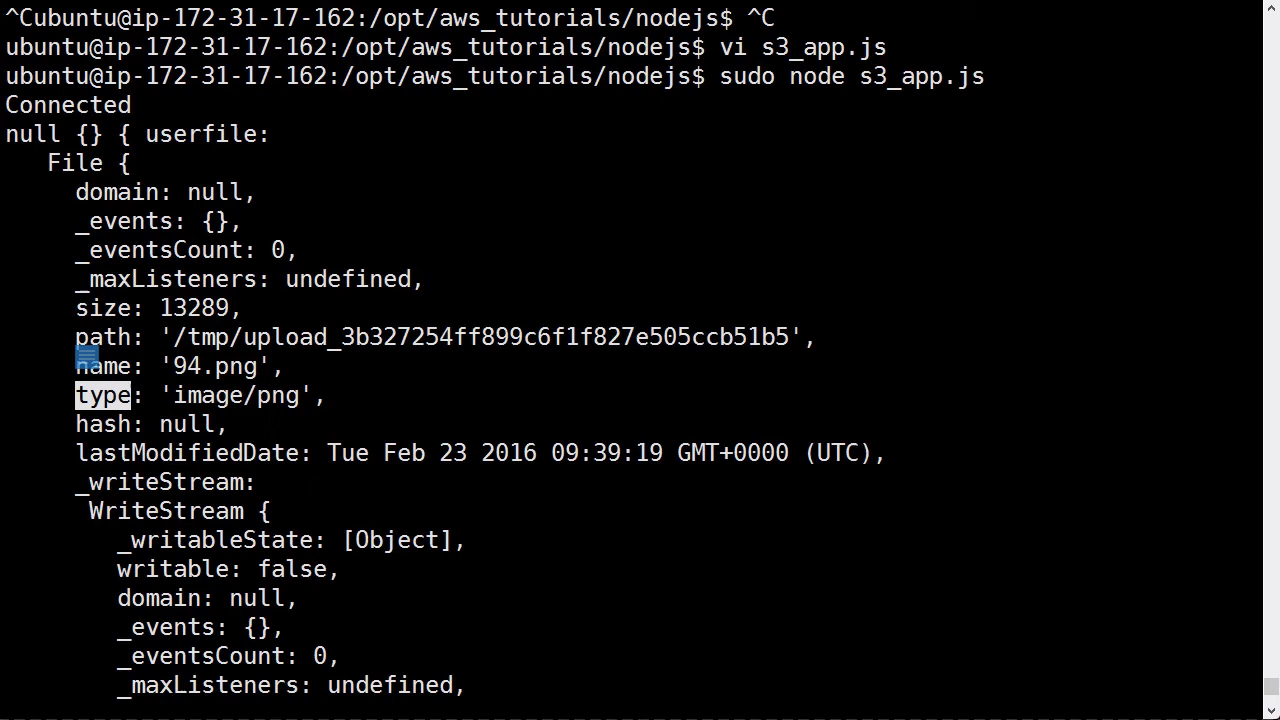 ^Cubuntu@ip-172-31-17-162:/opt/aws_tutorials/nodejs$ ^C
ubuntu@ip-172-31-17-162:/opt/aws_tutorials/nodejs$ vi s3_app.js
ubuntu@ip-172-31-17-162:/opt/aws_tutorials/nodejs$ sudo node s3_app.js
Connected
null {} { userfile:
   File {
     domain: null,
     _events: {},
     _eventsCount: 0,
     _maxListeners: undefined,
     size: 13289,
     path: '/tmp/upload_3b327254ff899c6f1f827e505ccb51b5',
     name: '94.png',
     type: 'image/png',
     hash: null,
     lastModifiedDate: Tue Feb 23 2016 09:39:19 GMT+0000 (UTC),
     _writeStream:
      WriteStream {
        _writableState: [Object],
        writable: false,
        domain: null,
        _events: {},
        _eventsCount: 0,
        _maxListeners: undefined,